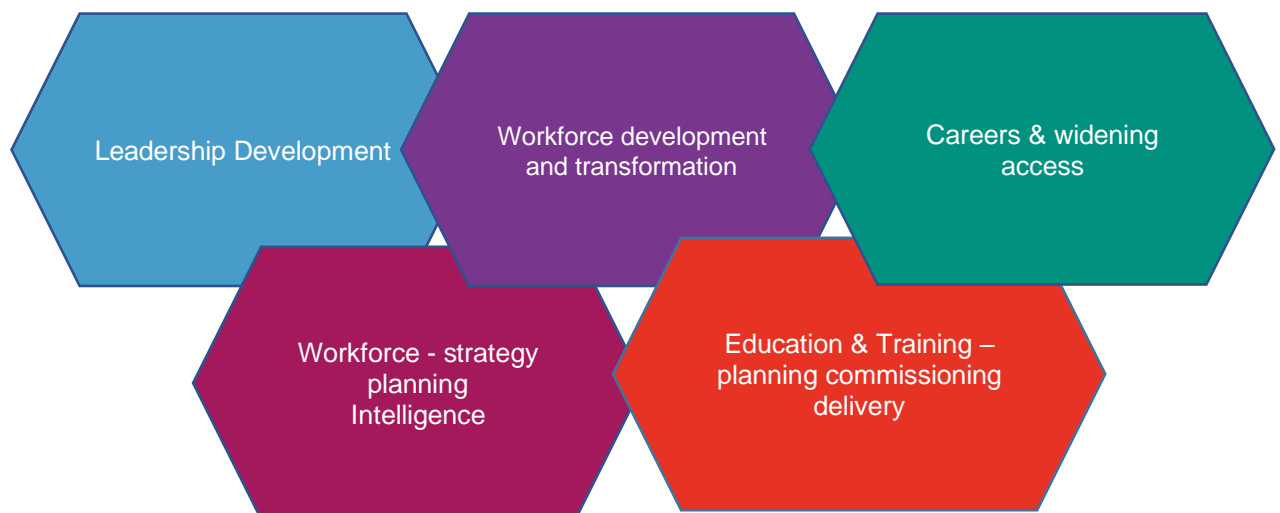 Leadership Development
Workforce development
and transformation
Careers & widening
access
Workforce - strategy
planning
Intelligence
Education & Training –
planning commissioning
delivery